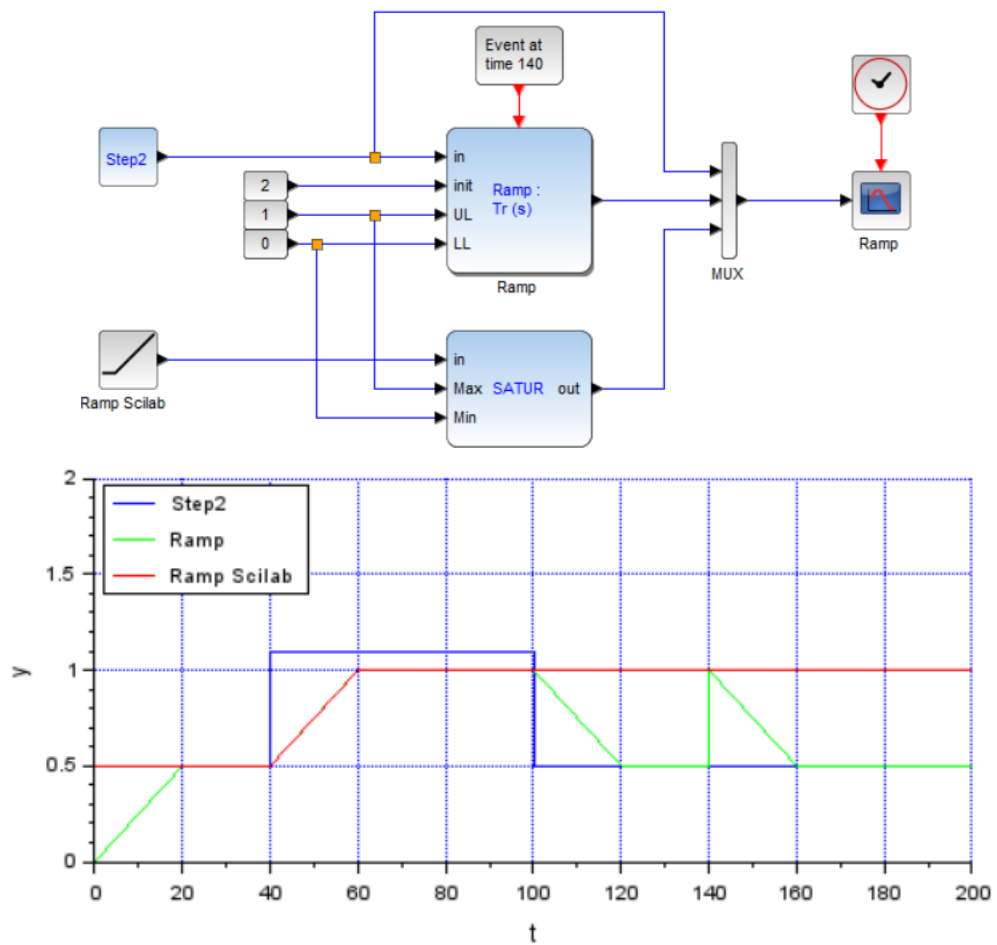 Event at
time 140
Step2
in
2
init
Ramp :
1
UL
Tr (s)
0
LL
Ramp
MUX
Ramp
in
Max SATUR out
Min
Ramp Scilab
2
Step2
Ramp
1.5
Ramp Scilab
y
1
0.5
0
0 20 40 60 80 100 120 140 160 180 200
t